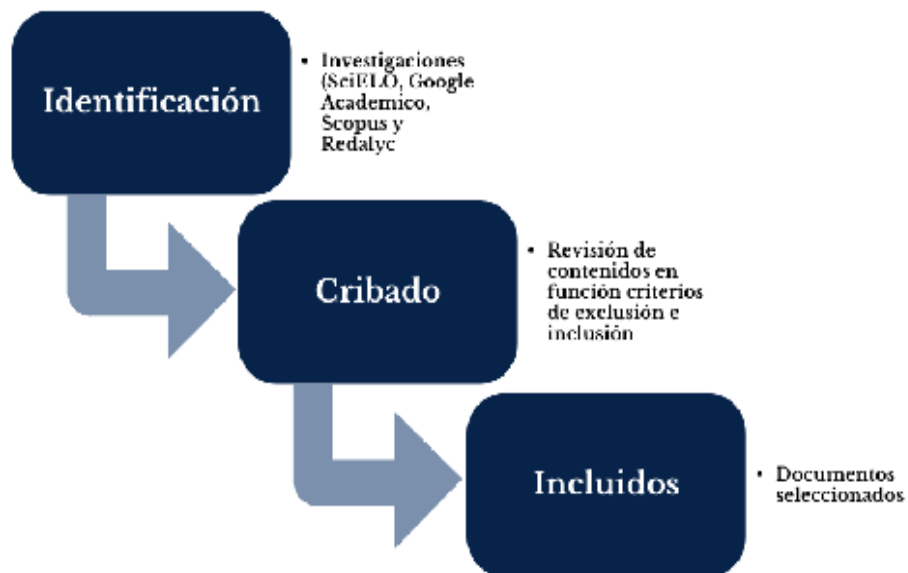 Identificación
• Investigaciones
(SciELO, Google
Academico,
Scopus y
Redalyc
Cribado
• Revisión de
contenidos en
función criterios
de exclusión e
inclusión
Incluidos
• Documentos
seleccionados